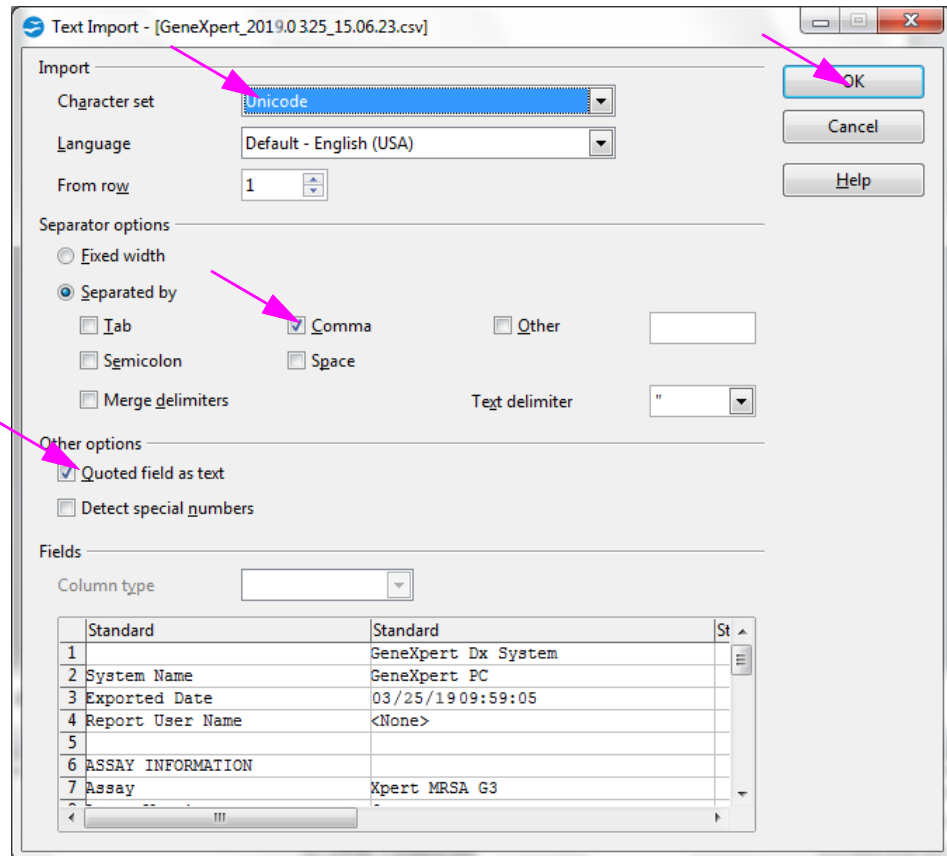 Text Import - [GeneXpert_2019.0325_15.06.23.csv]
Import
Character set
Unicode
Language
Default - English (USA)
From row
1
OK
Cancel
Help
Separator options
Fixed width
Separated by
Tab
Comma
Other
Semicolon
Space
Merge delimiters
Text delimiter
"
Other options
Quoted field as text
Detect special numbers
Fields
Column type
Standard Standard St
1 GeneXpert Dx System
2 System Name GeneXpert PC
3 Exported Date 03/25/19 09:59:05
4 Report User Name <None>
5
6 ASSAY INFORMATION
7 Assay Xpert MRSA G3